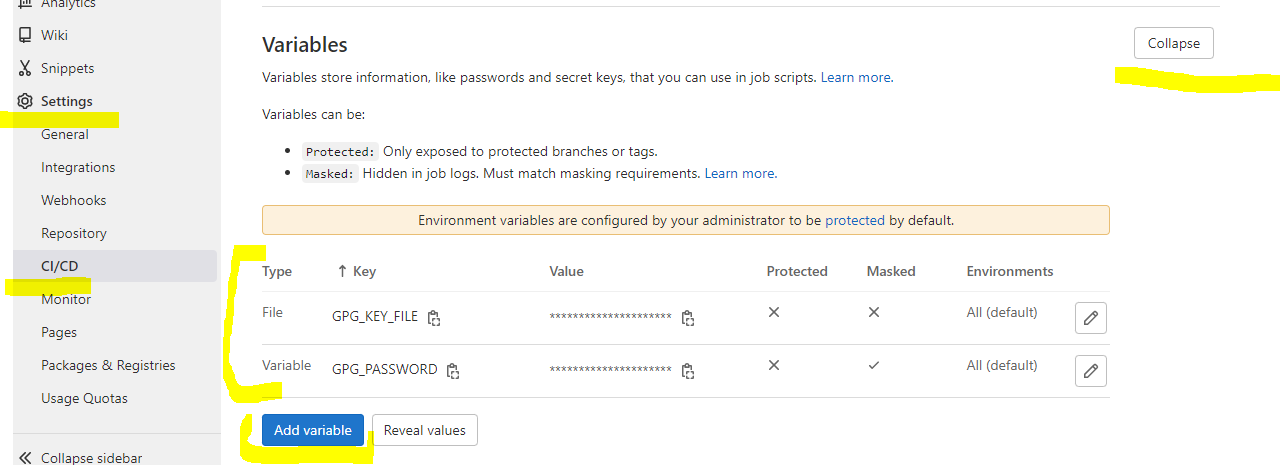 Analytics
Wiki
Snippets
Settings
General
Integrations
Webhooks
Repository
CI/CD
Monitor
Pages
Packages & Registries
Usage Quotas
Collapse sidebar
Variables
Collapse
Variables store information, like passwords and secret keys, that you can use in job scripts. Learn more.
Variables can be:
Protected: Only exposed to protected branches or tags.
Masked: Hidden in job logs. Must match masking requirements. Learn more.
Environment variables are configured by your administrator to be protected by default.
Type ↑ Key Value Protected Masked Environments
File GPG_KEY_FILE ********************* All (default)
Variable GPG_PASSWORD ********************* All (default)
Add variable Reveal values